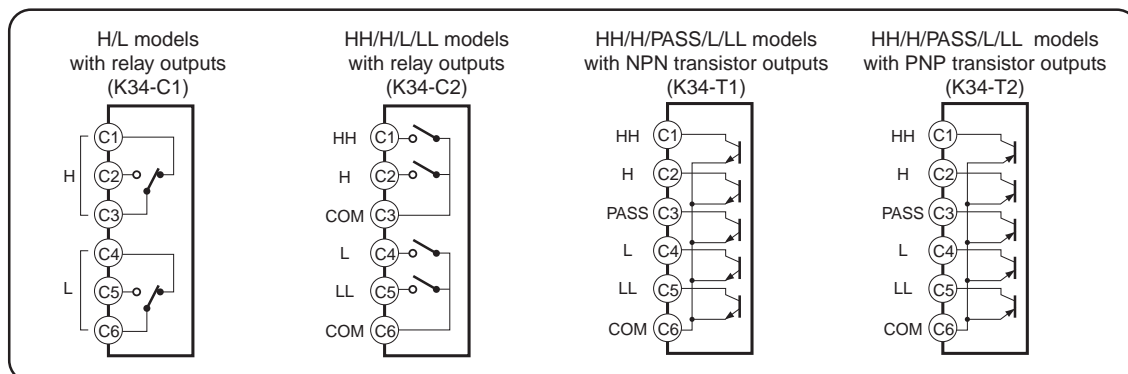 H/L models
with relay outputs
(K34-C1)
H
L
C1
C2
C3
C4
C5
C6
HH/H/L/LL models
with relay outputs
(K34-C2)
HH
C1
H
C2
COM
C3
L
C4
LL
C5
COM
C6
HH/H/PASS/L/LL models
with NPN transistor outputs
(K34-T1)
HH
C1
H
C2
PASS
C3
L
C4
LL
C5
COM
C6
HH/H/PASS/L/LL models
with PNP transistor outputs
(K34-T2)
HH
C1
H
C2
PASS
C3
L
C4
LL
C5
COM
C6